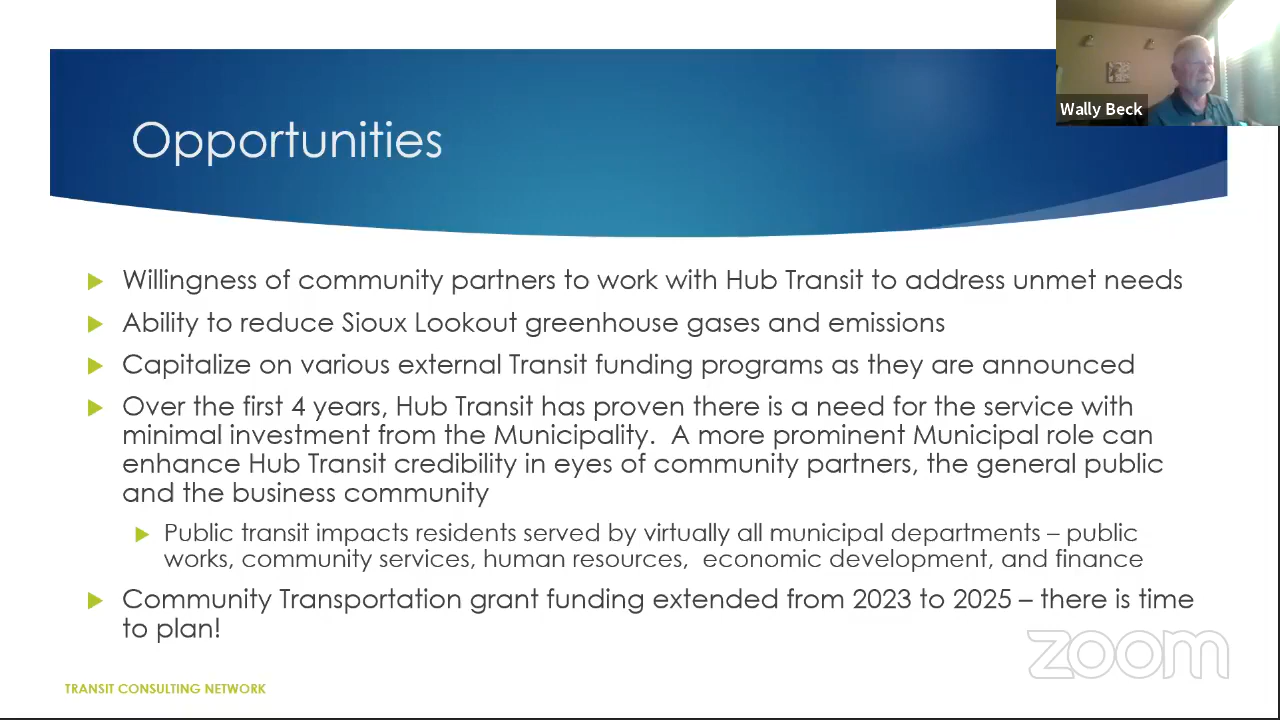 Wally Beck
Opportunities
Willingness of community partners to work with Hub Transit to address unmet needs
Ability to reduce Sioux Lookout greenhouse gases and emissions
Capitalize on various external Transit funding programs as they are announced
Over the first 4 years, Hub Transit has proven there is a need for the service with
minimal investment from the Municipality.  A more prominent Municipal role can
enhance Hub Transit credibility in eyes of community partners, the general public
and the business community
Public transit impacts residents served by virtually all municipal departments – public
works, community services, human resources,  economic development, and finance
Community Transportation grant funding extended from 2023 to 2025 – there is time
to plan!
zoom
TRANSIT CONSULTING NETWORK